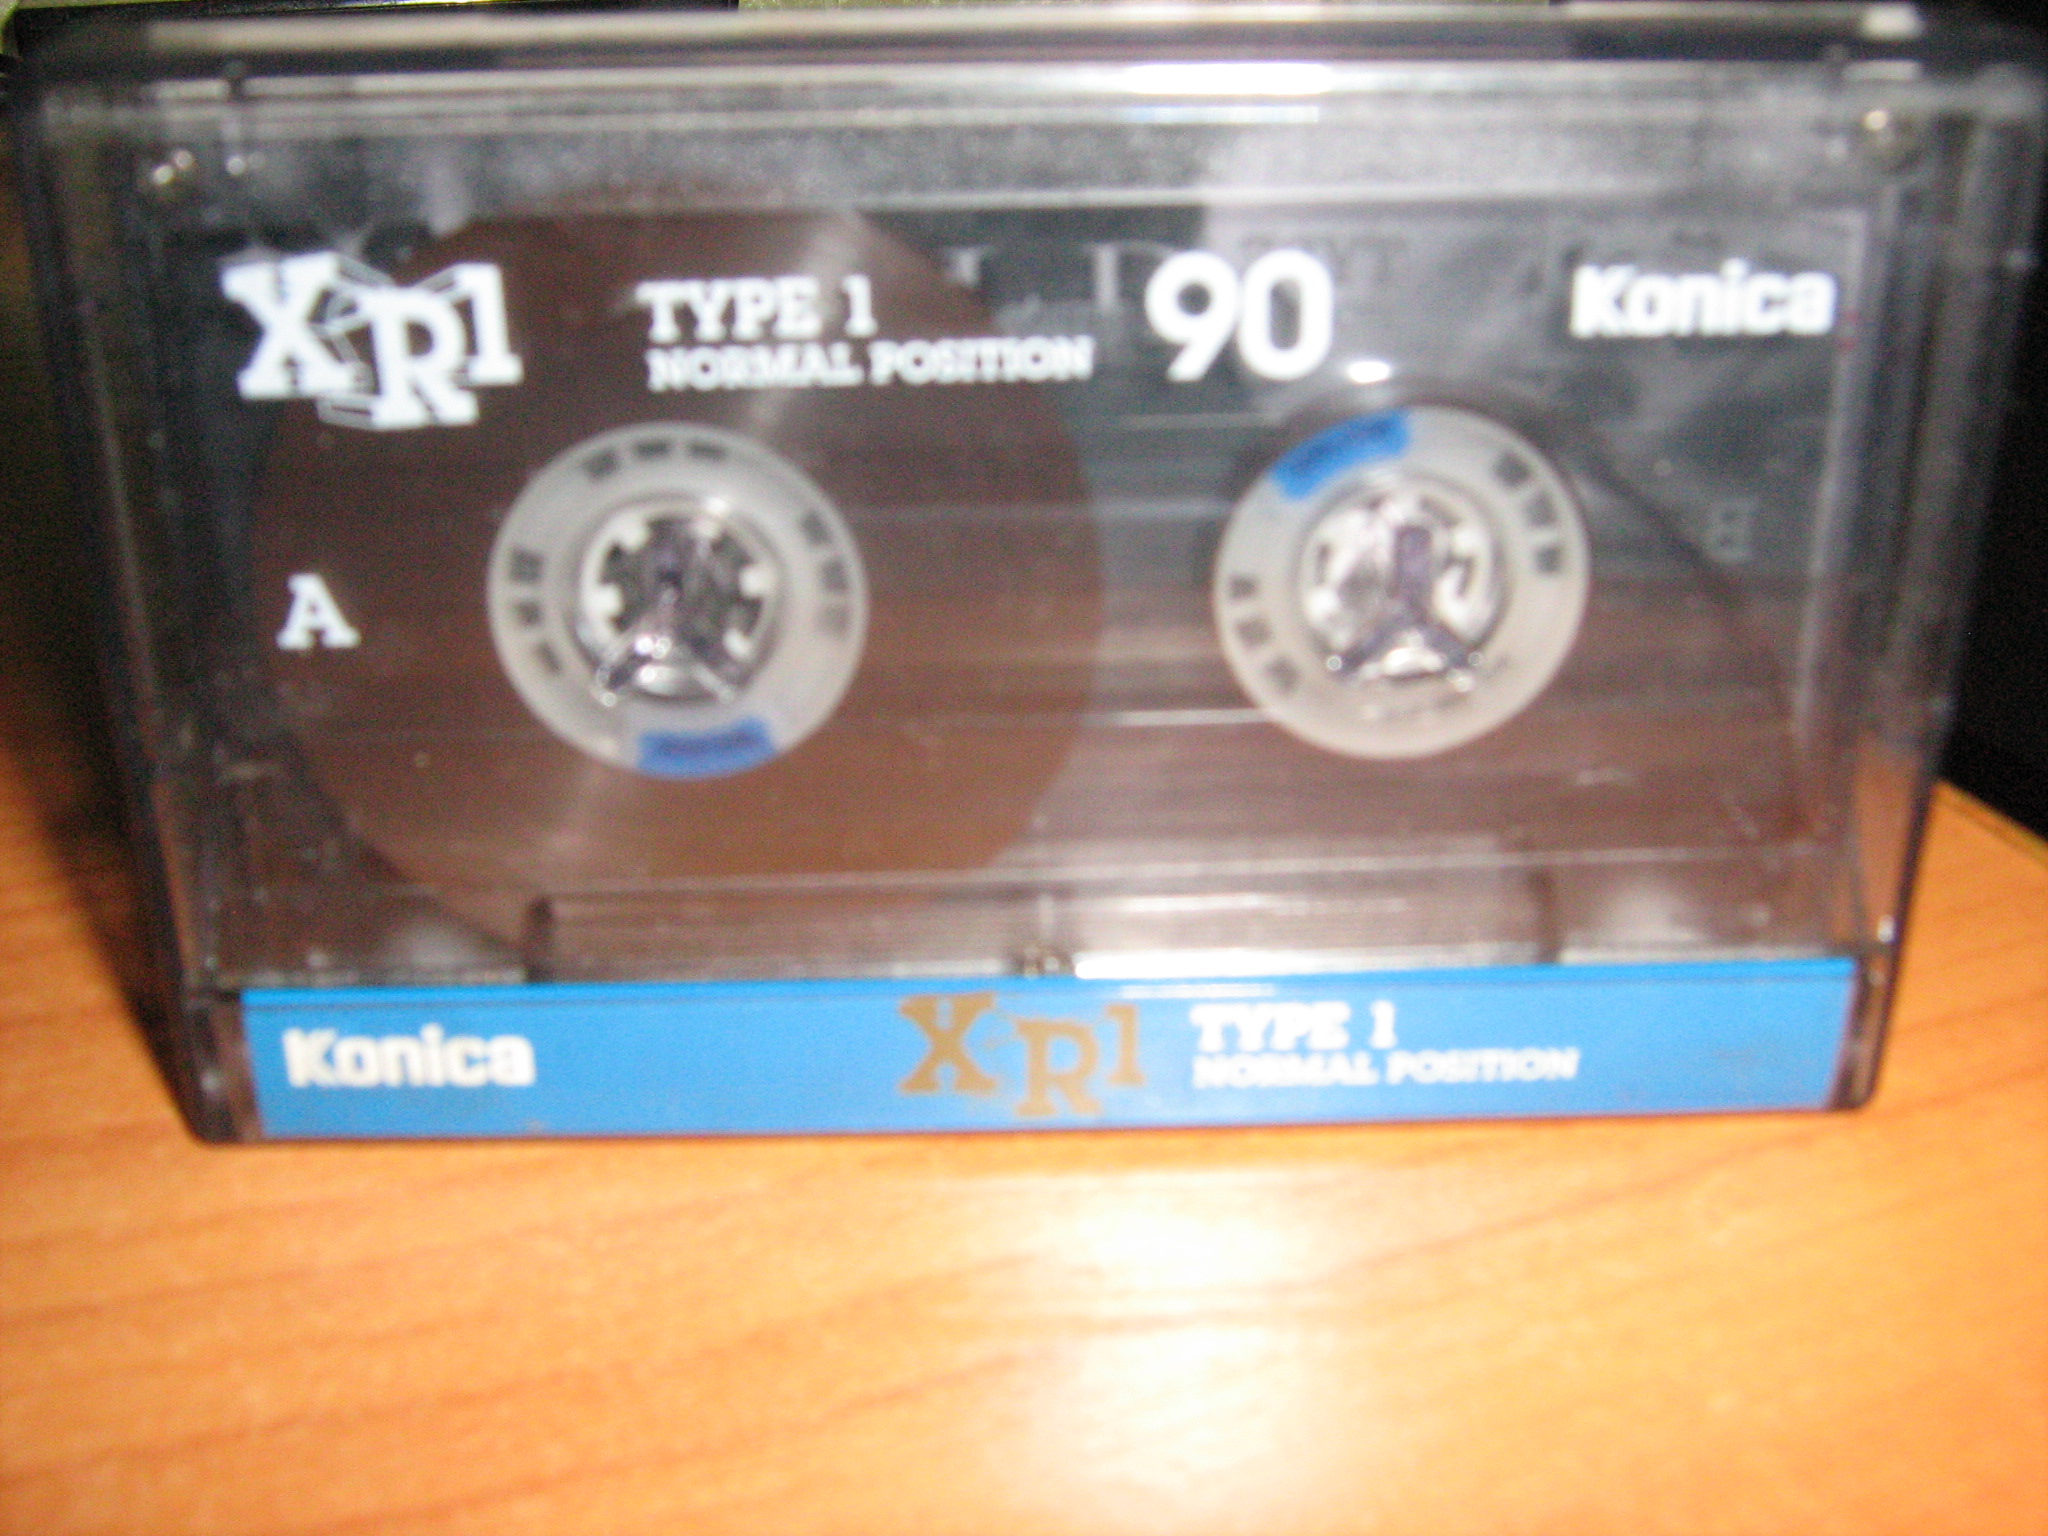 XR1 TYPE 1 90 Konica
NORMAL POSITION
A
Konica XR1 TYPE 1
NORMAL POSITION